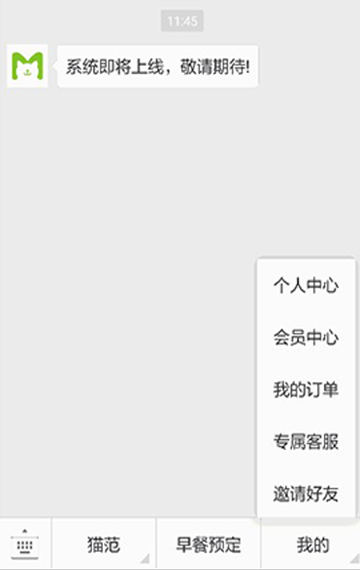 11:45
系统即将上线，敬请期待!
个人中心
会员中心
我的订单
专属客服
邀请好友
猫范
早餐预定
我的